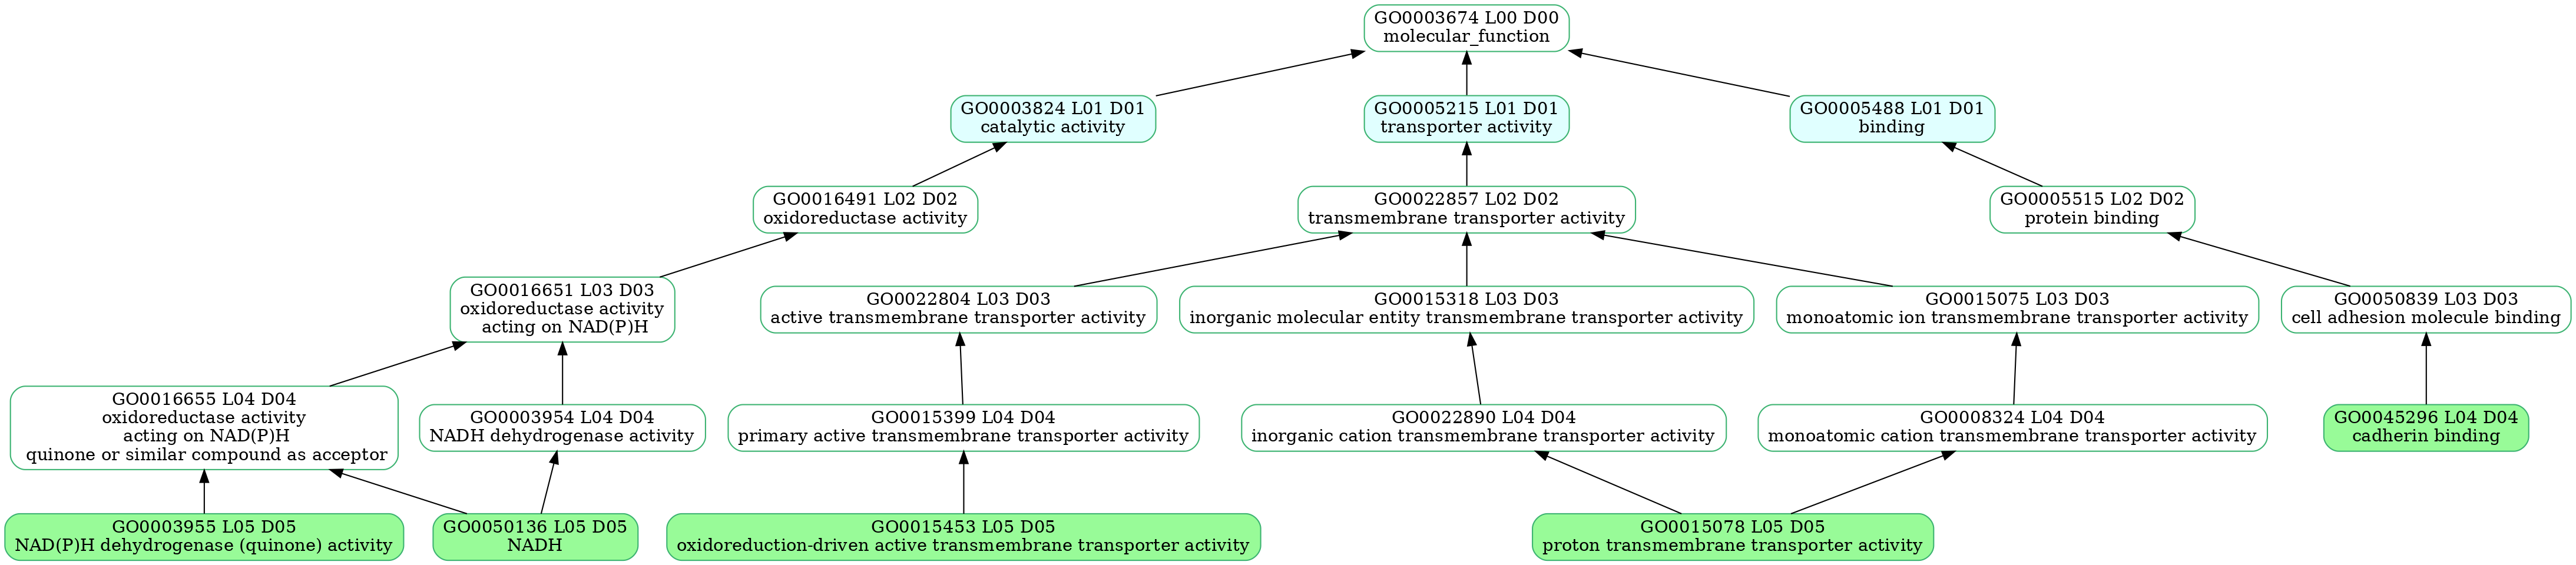 GO0003674 L00 D00
molecular_function
GO0003824 L01 D01
catalytic activity
GO0005215 L01 D01
transporter activity
GO0005488 L01 D01
binding
GO0016491 L02 D02
oxidoreductase activity
GO0022857 L02 D02
transmembrane transporter activity
GO0005515 L02 D02
protein binding
GO0016651 L03 D03
oxidoreductase activity
acting on NAD(P)H
GO0022804 L03 D03
active transmembrane transporter activity
GO0015318 L03 D03
inorganic molecular entity transmembrane transporter activity
GO0015075 L03 D03
monoatomic ion transmembrane transporter activity
GO0050839 L03 D03
cell adhesion molecule binding
GO0016655 L04 D04
oxidoreductase activity
acting on NAD(P)H
quinone or similar compound as acceptor
GO0003954 L04 D04
NADH dehydrogenase activity
GO0015399 L04 D04
primary active transmembrane transporter activity
GO0022890 L04 D04
inorganic cation transmembrane transporter activity
GO0008324 L04 D04
monoatomic cation transmembrane transporter activity
GO0045296 L04 D04
cadherin binding
GO0003955 L05 D05
NAD(P)H dehydrogenase (quinone) activity
GO0050136 L05 D05
NADH
GO0015453 L05 D05
oxidoreduction-driven active transmembrane transporter activity
GO0015078 L05 D05
proton transmembrane transporter activity